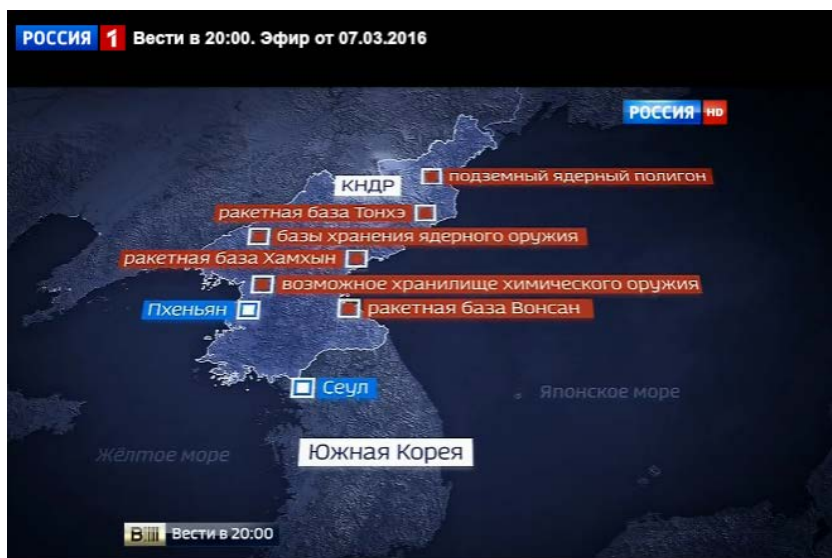 РОССИЯ 1 Вести в 20:00. Эфир от 07.03.2016
РОССИЯ HD
подземный ядерный полигон
КНДР
ракетная база Тонхэ
базы хранения ядерного оружия
ракетная база Хамхын
возможное хранилище химического оружия
Пхеньян
ракетная база Вонсан
Сеул
Японское море
Жёлтое море
Южная Корея
В Вести в 20:00